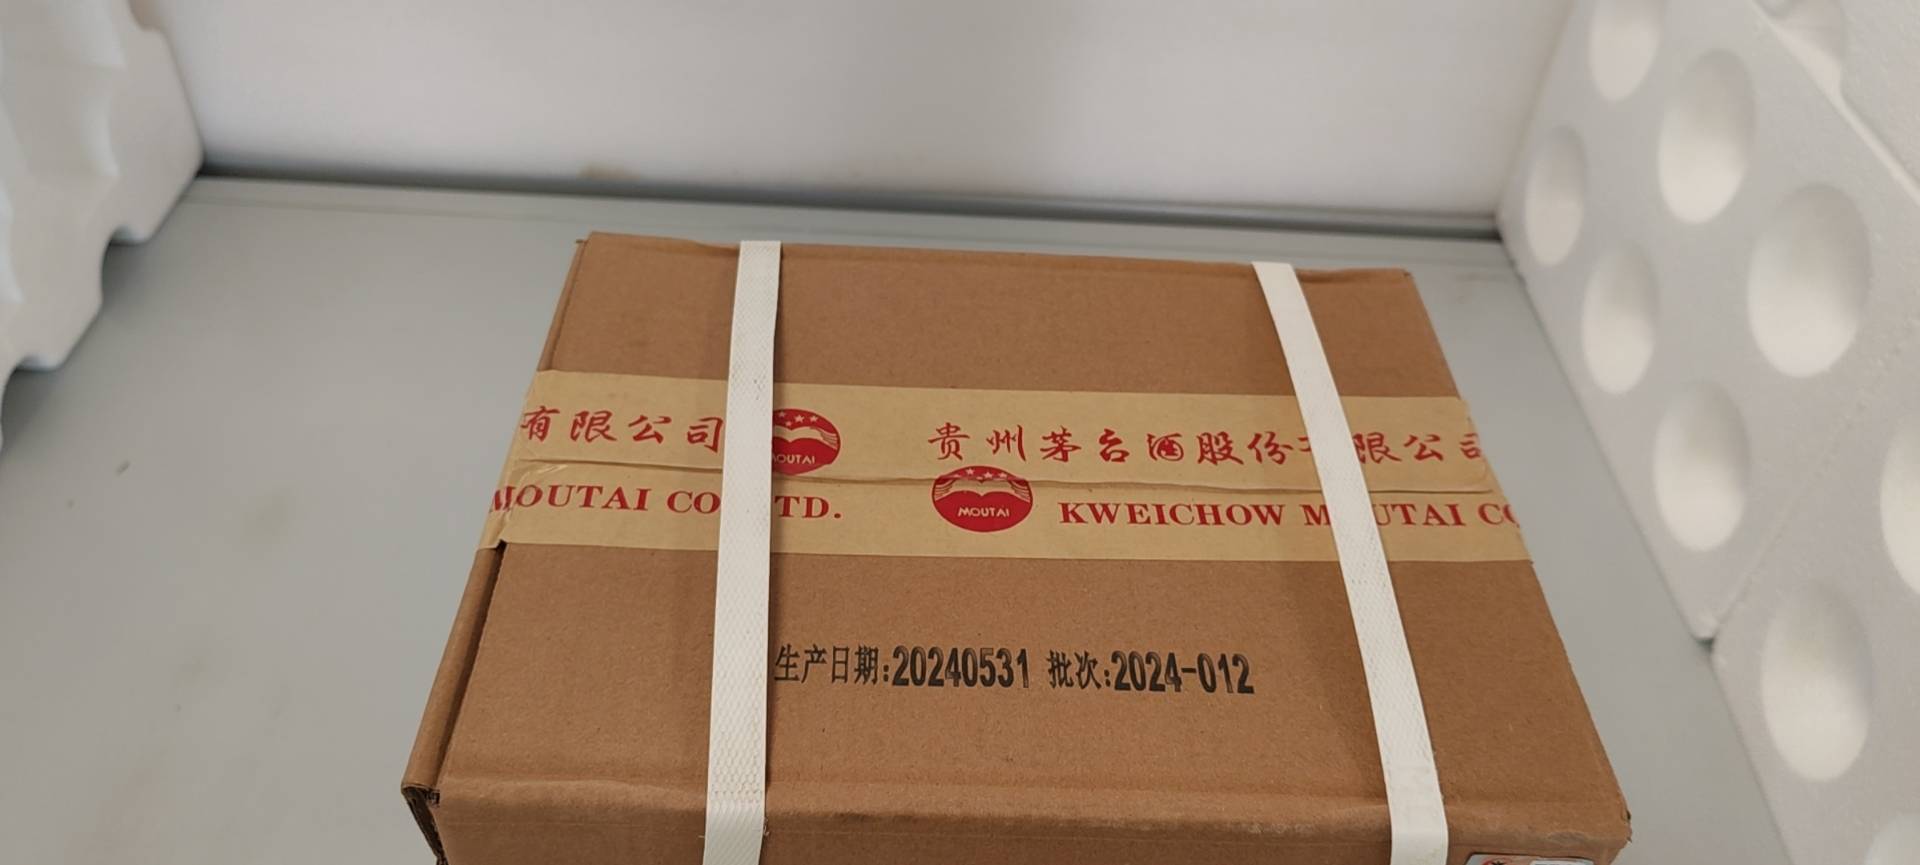 有限公司 MOUTAI 贵州茅台酒股份 限公司
MOUTAI CO TD. MOUTAI KWEICHOW M UTAI CO
生产日期:20240531 批次:2024-012